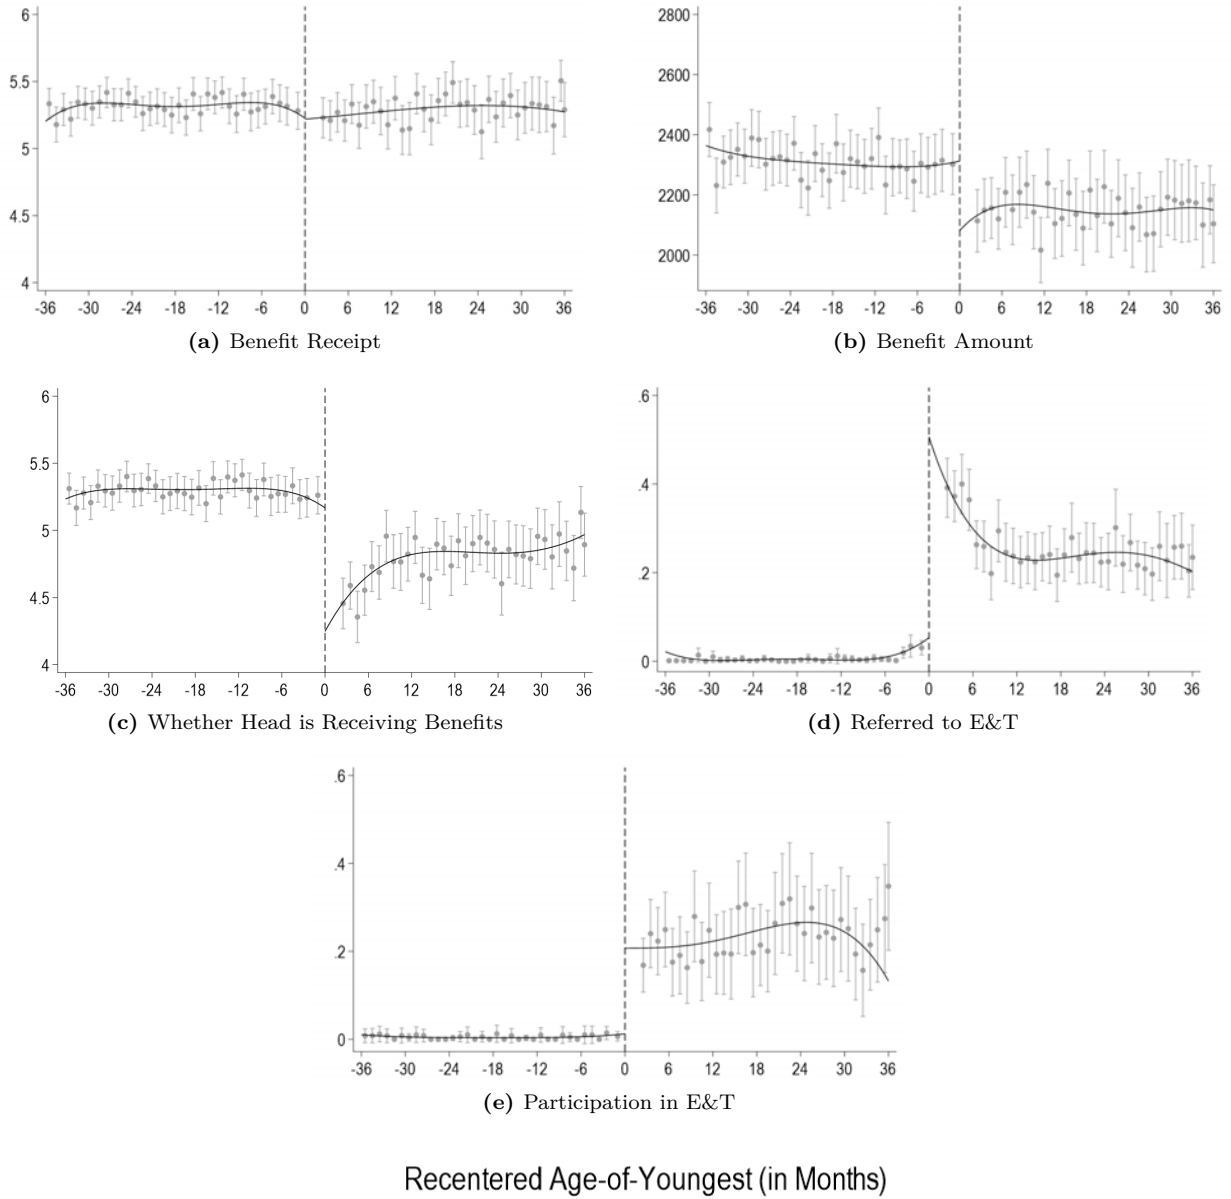 6
5.5
5
4.5
4
-36 -30 -24 -18 -12 -6 0 6 12 18 24 30 36
(a) Benefit Receipt
2800
2600
2400
2200
2000
-36 -30 -24 -18 -12 -6 0 6 12 18 24 30 36
(b) Benefit Amount
6
5.5
5
4.5
4
-36 -30 -24 -18 -12 -6 0 6 12 18 24 30 36
(c) Whether Head is Receiving Benefits
.6
.4
.2
0
-36 -30 -24 -18 -12 -6 0 6 12 18 24 30 36
(d) Referred to E&T
.6
.4
.2
0
-36 -30 -24 -18 -12 -6 0 6 12 18 24 30 36
(e) Participation in E&T
Recentered Age-of-Youngest (in Months)